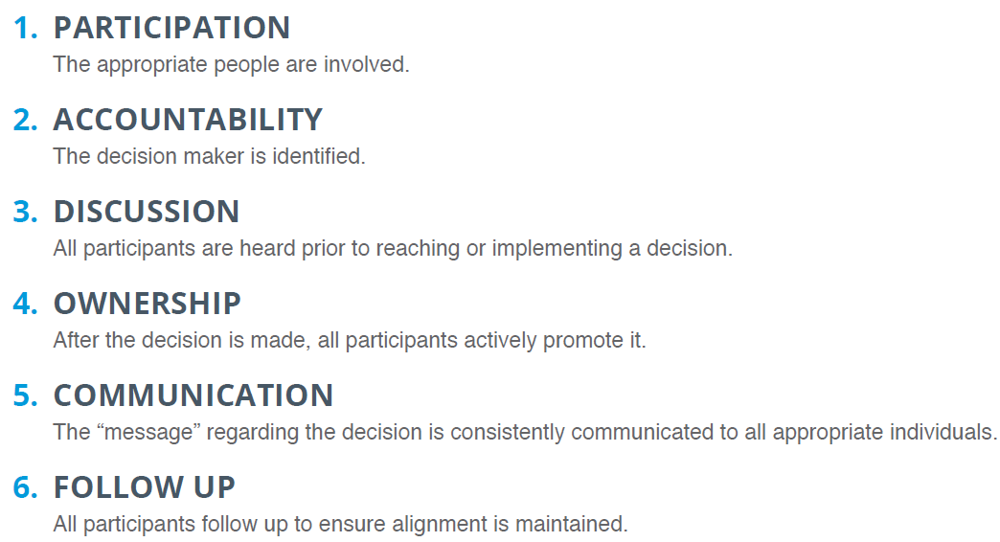 1. PARTICIPATION
The appropriate people are involved.
2. ACCOUNTABILITY
The decision maker is identified.
3. DISCUSSION
All participants are heard prior to reaching or implementing a decision.
4. OWNERSHIP
After the decision is made, all participants actively promote it.
5. COMMUNICATION
The “message” regarding the decision is consistently communicated to all appropriate individuals.
6. FOLLOW UP
All participants follow up to ensure alignment is maintained.